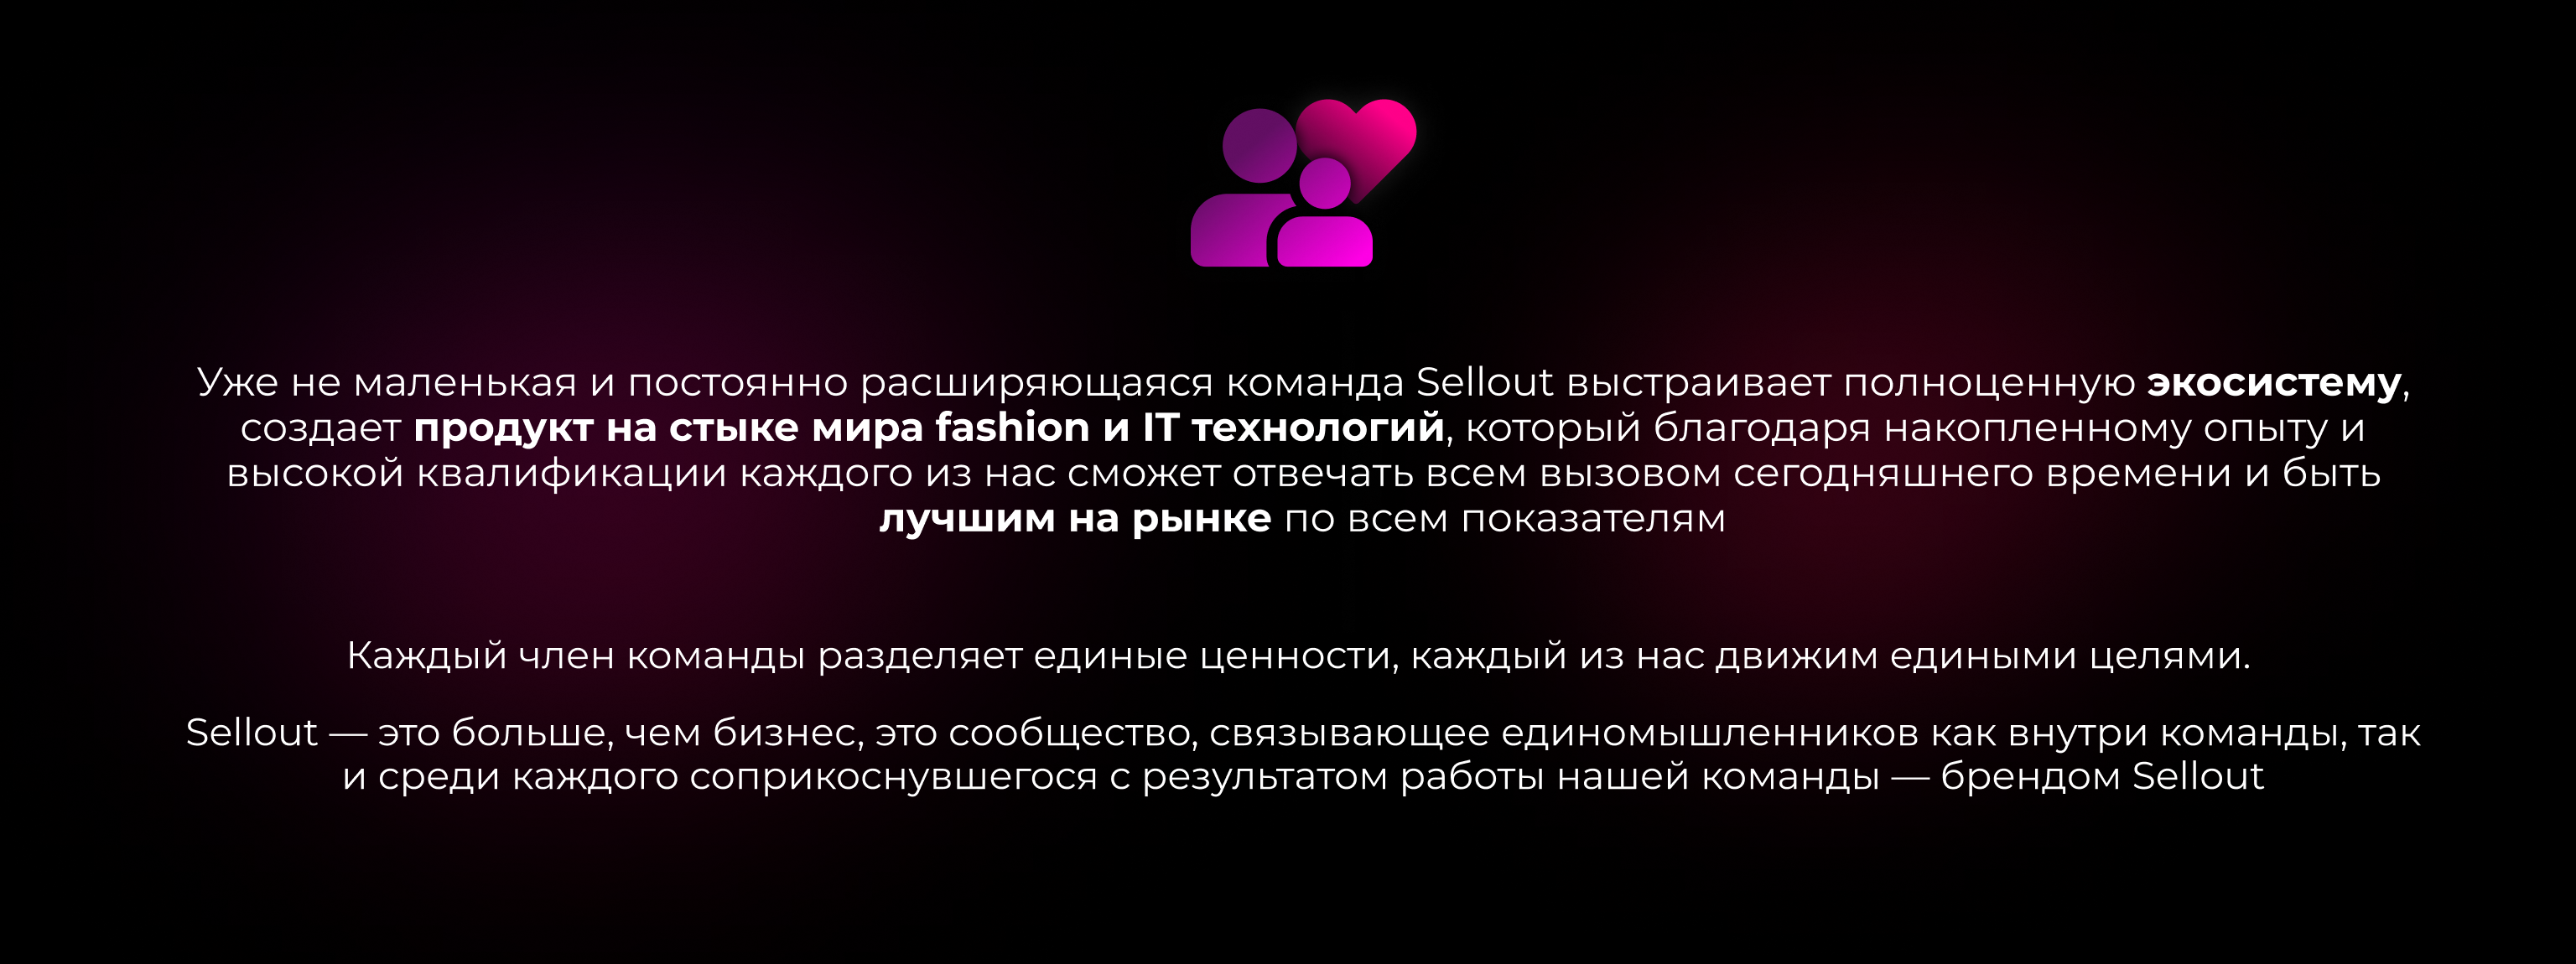 Уже не маленькая и постоянно расширяющаяся команда Sellout выстраивает полноценную экосистему,
создает продукт на стыке мира fashion и IT технологий, который благодаря накопленному опыту и
высокой квалификации каждого из нас сможет отвечать всем вызовом сегодняшнего времени и быть
лучшим на рынке по всем показателям
Каждый член команды разделяет единые ценности, каждый из нас движим едиными целями.
Sellout — это больше, чем бизнес, это сообщество, связывающее единомышленников как внутри команды, так
и среди каждого соприкоснувшегося с результатом работы нашей команды — брендом Sellout